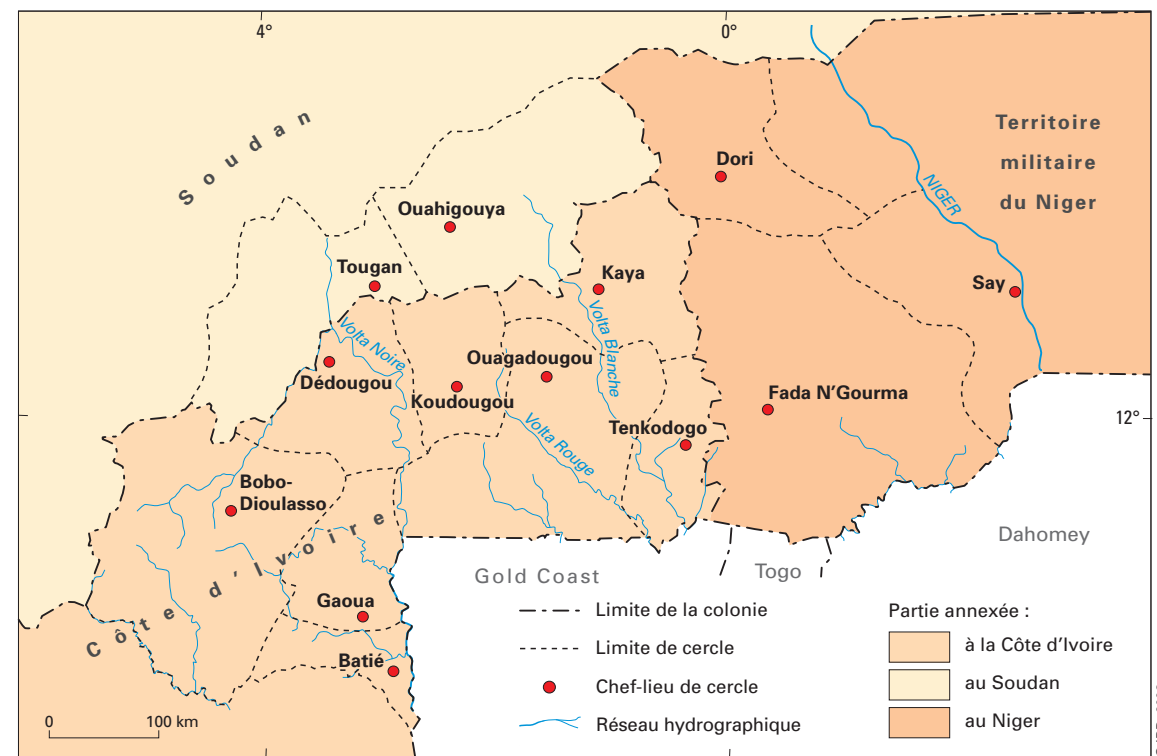 4°
0°
Soudan
Territoire
militaire
du Niger
NIGER
Dori
Ouahigouya
Tougan
Kaya
Say
Volta Noire
Volta Blanche
Ouagadougou
Dédougou
Koudougou
Fada N'Gourma
12°
Tenkodogo
Volta Rouge
Bobo-
Dioulasso
Côte d'Ivoire
Dahomey
Gold Coast
Togo
Gaoua
Batié
0
100 km
Limite de la colonie
Limite de cercle
Chef-lieu de cercle
Réseau hydrographique
Partie annexée :
à la Côte d'Ivoire
au Soudan
au Niger